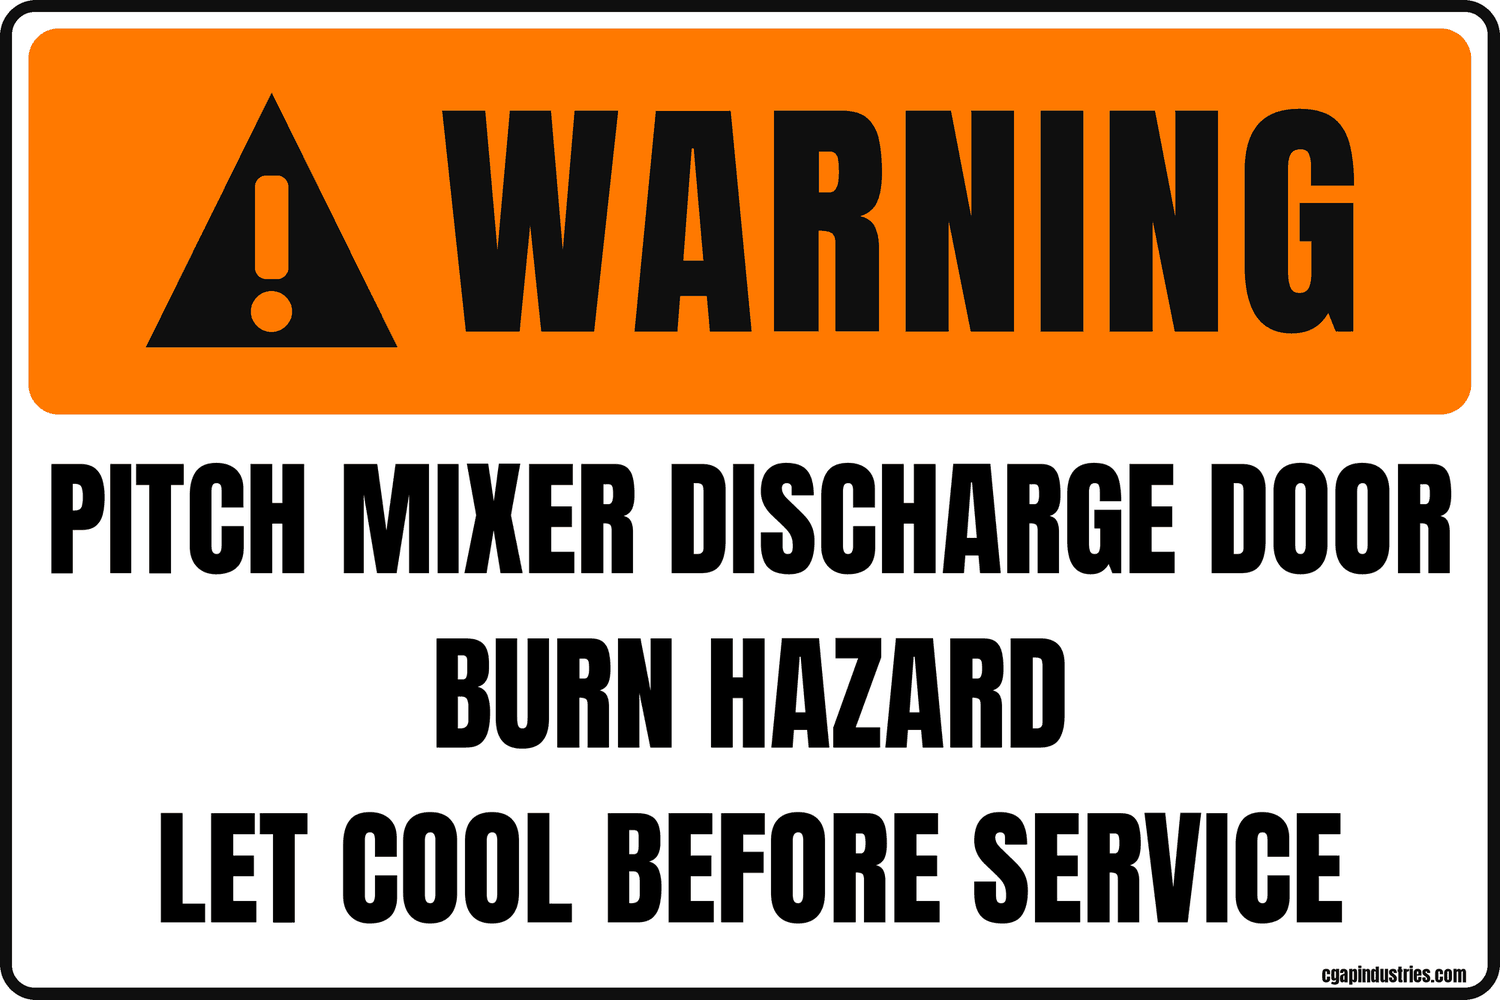 WARNING
PITCH MIXER DISCHARGE DOOR
BURN HAZARD
LET COOL BEFORE SERVICE
cgapindustries.com